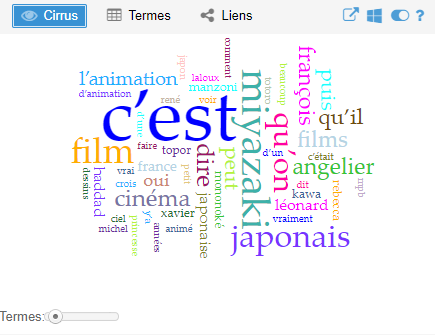 Cirrus Termes Liens ?
comment
japon
l'animation
laloux
d'animation
manzoni
rené
voir
c'est
d'une
miyazaki
totoro
beaucoup
françois
puis
qu'il
qu'on
films
film
faire
topor
dire
peut
d'un
c'était
angelier
vrai
france
petit
dessins
haddad
crois
oui
mononoké
dit
kawa
rebecca
mpb
cinéma
japonaise
léonard
ciel
y'a
xavier
vraiment
michel
princesse
années
animé
japonais
Termes: